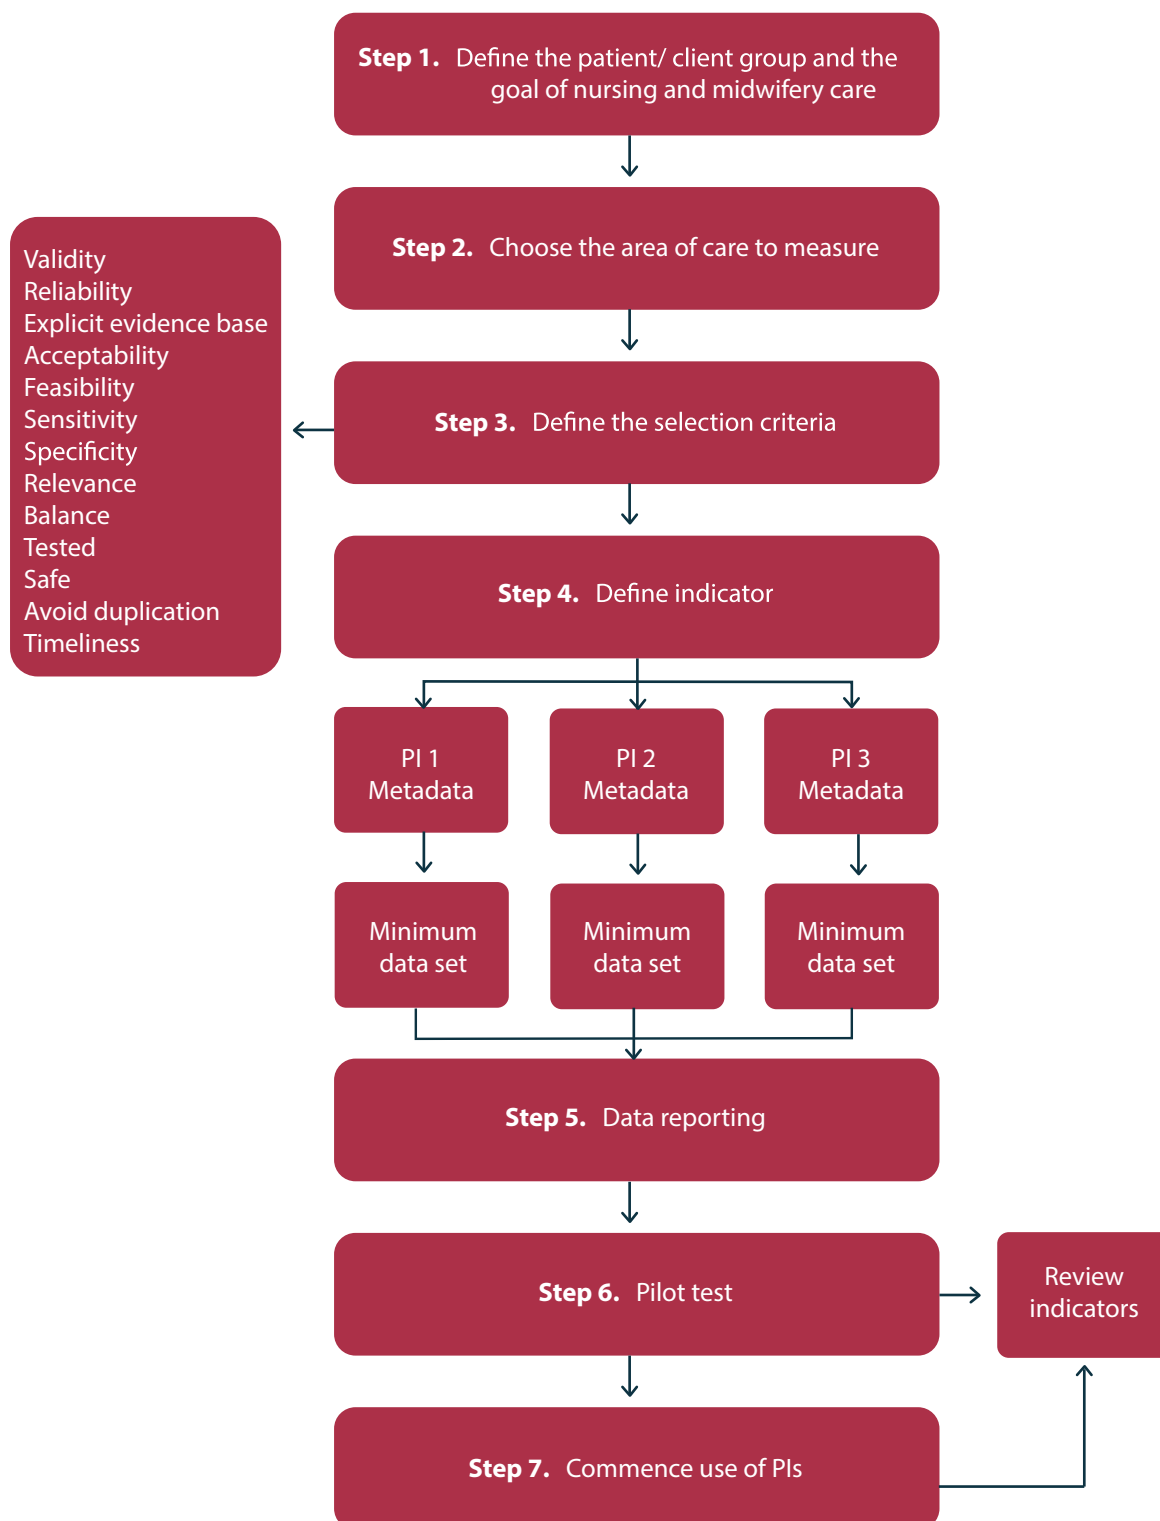 Step 1. Define the patient/ client group and the
goal of nursing and midwifery care
Step 2. Choose the area of care to measure
Validity
Reliability
Explicit evidence base
Acceptability
Feasibility
Sensitivity
Specificity
Relevance
Balance
Tested
Safe
Avoid duplication
Timeliness
Step 3. Define the selection criteria
Step 4. Define indicator
PI 1
Metadata
PI 2
Metadata
PI 3
Metadata
Minimum
data set
Minimum
data set
Minimum
data set
Step 5. Data reporting
Step 6. Pilot test
Review
indicators
Step 7. Commence use of PIs